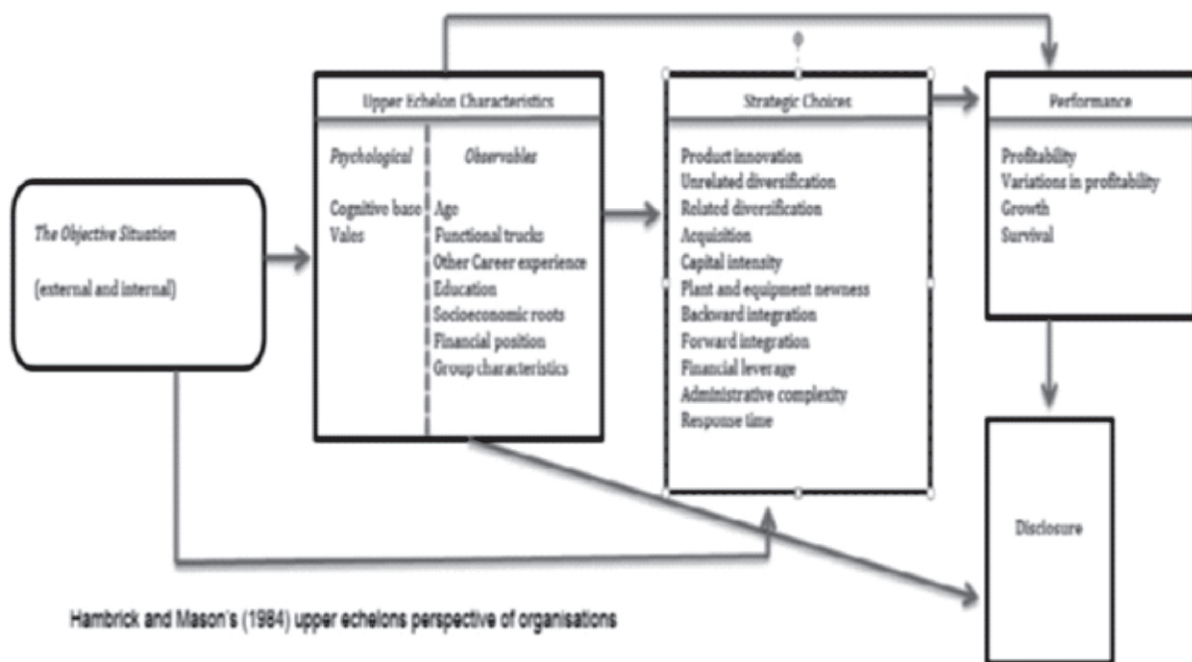 The Objective Situation
(external and internal)
Upper Echelon Characteristics
Psychological
Cognitive base
Vales
Observables
Age
Functional trucks
Other Career experience
Education
Socioeconomic roots
Financial position
Group characteristics
Strategic Choices
Product innovation
Unrelated diversification
Related diversification
Acquisition
Capital intensity
Plant and equipment newness
Backward integration
Forward integration
Financial leverage
Administrative complexity
Response time
Performance
Profitability
Variations in profitability
Growth
Survival
Disclosure
Hambrick and Mason's (1984) upper echelons perspective of organisations